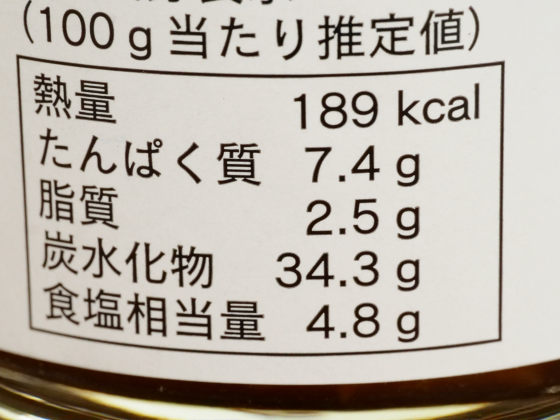 (100 g 当たり推定値)
熱量 189 kcal
たんぱく質 7.4 g
脂質 2.5 g
炭水化物 34.3 g
食塩相当量 4.8 g